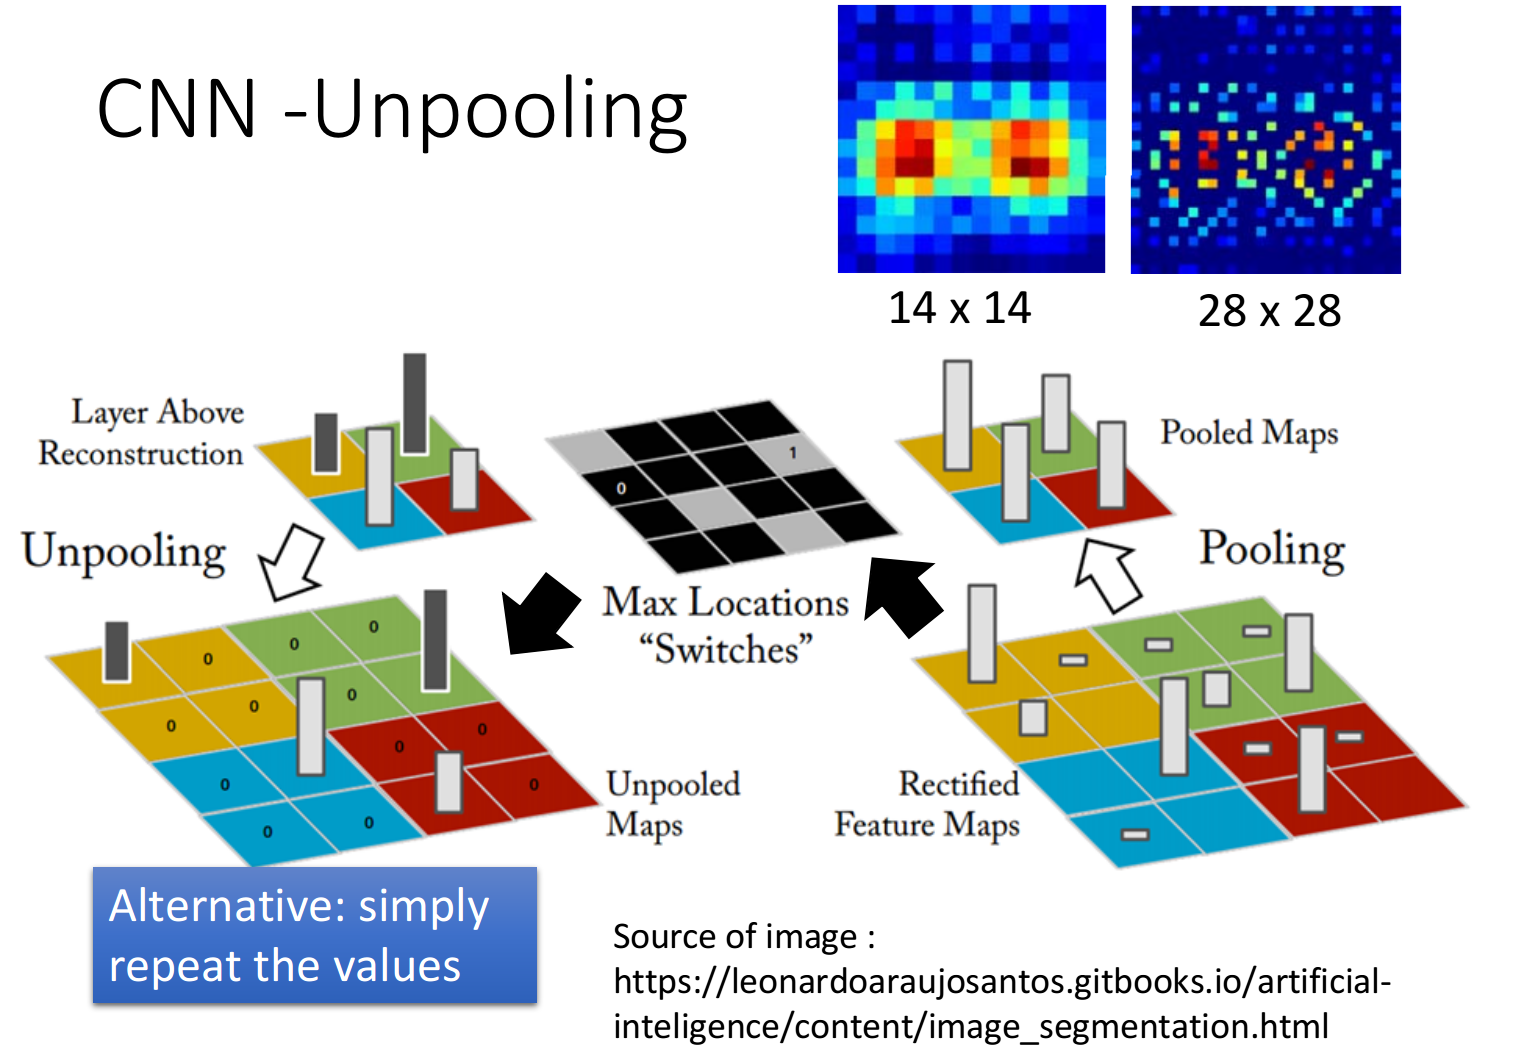 CNN -Unpooling
14 x 14
28 x 28
Layer Above
Reconstruction
1
0
Pooled Maps
Unpooling
Pooling
Max Locations
“Switches”
0
0
0
0
0
0
0
0
0
0
0
0
Unpooled
Maps
Rectified
Feature Maps
Alternative: simply
repeat the values
Source of image :
https://leonardoaraujosantos.gitbooks.io/artificial-
inteligence/content/image_segmentation.html